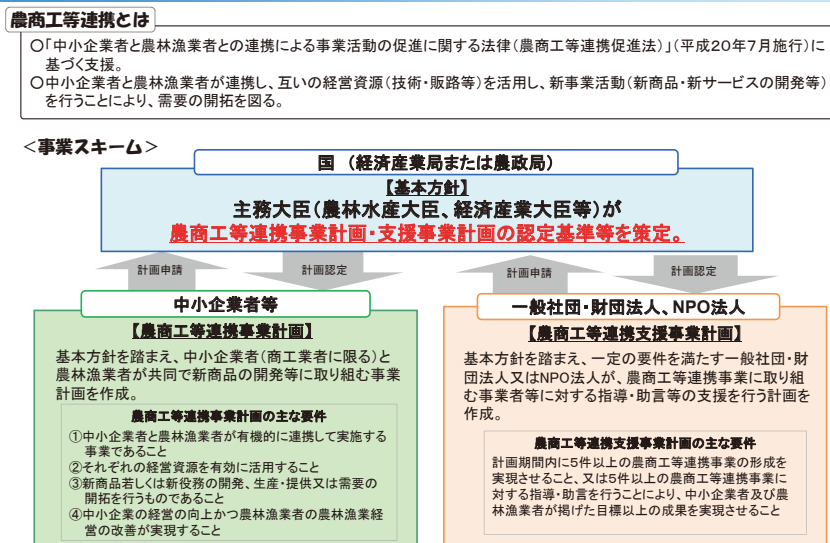 農商工等連携とは
○「中小企業者と農林漁業者との連携による事業活動の促進に関する法律（農商工等連携促進法）」（平成20年7月施行）に
基づく支援。
○中小企業者と農林漁業者が連携し、互いの経営資源（技術・販路等）を活用し、新事業活動（新商品・新サービスの開発等）
を行うことにより、需要の開拓を図る。
＜事業スキーム＞
国 （経済産業局または農政局）
【基本方針】
主務大臣（農林水産大臣、経済産業大臣等）が
農商工等連携事業計画・支援事業計画の認定基準等を策定。
計画申請
計画認定
計画申請
計画認定
中小企業者等
【農商工等連携事業計画】
基本方針を踏まえ、中小企業者（商工業者に限る）と
農林漁業者が共同で新商品の開発等に取り組む事業
計画を作成。
農商工等連携事業計画の主な要件
①中小企業者と農林漁業者が有機的に連携して実施する
事業であること
②それぞれの経営資源を有効に活用すること
③新商品若しくは新役務の開発、生産・提供又は需要の
開拓を行うものであること
④中小企業の経営の向上かつ農林漁業者の農林漁業経
営の改善が実現すること
一般社団・財団法人、NPO法人
【農商工等連携支援事業計画】
基本方針を踏まえ、一定の要件を満たす一般社団・財
団法人又はNPO法人が、農商工等連携事業に取り組
む事業者等に対する指導・助言等の支援を行う計画を
作成。
農商工等連携支援事業計画の主な要件
計画期間内に5件以上の農商工等連携事業の形成を
実現させること、又は5件以上の農商工等連携事業に
対する指導・助言を行うことにより、中小企業者及び農
林漁業者が掲げた目標以上の成果を実現させること